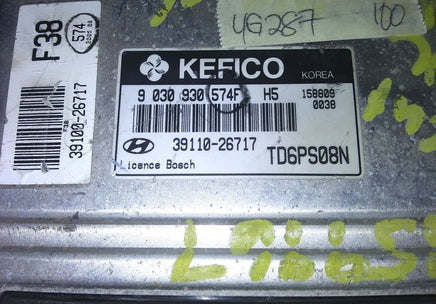 4G287 100
F38
574
39109-26717
KEFICO KOREA
9 030 930 574F H5 158809
0038
39110-26717
TD6PS08N
Licence Bosch